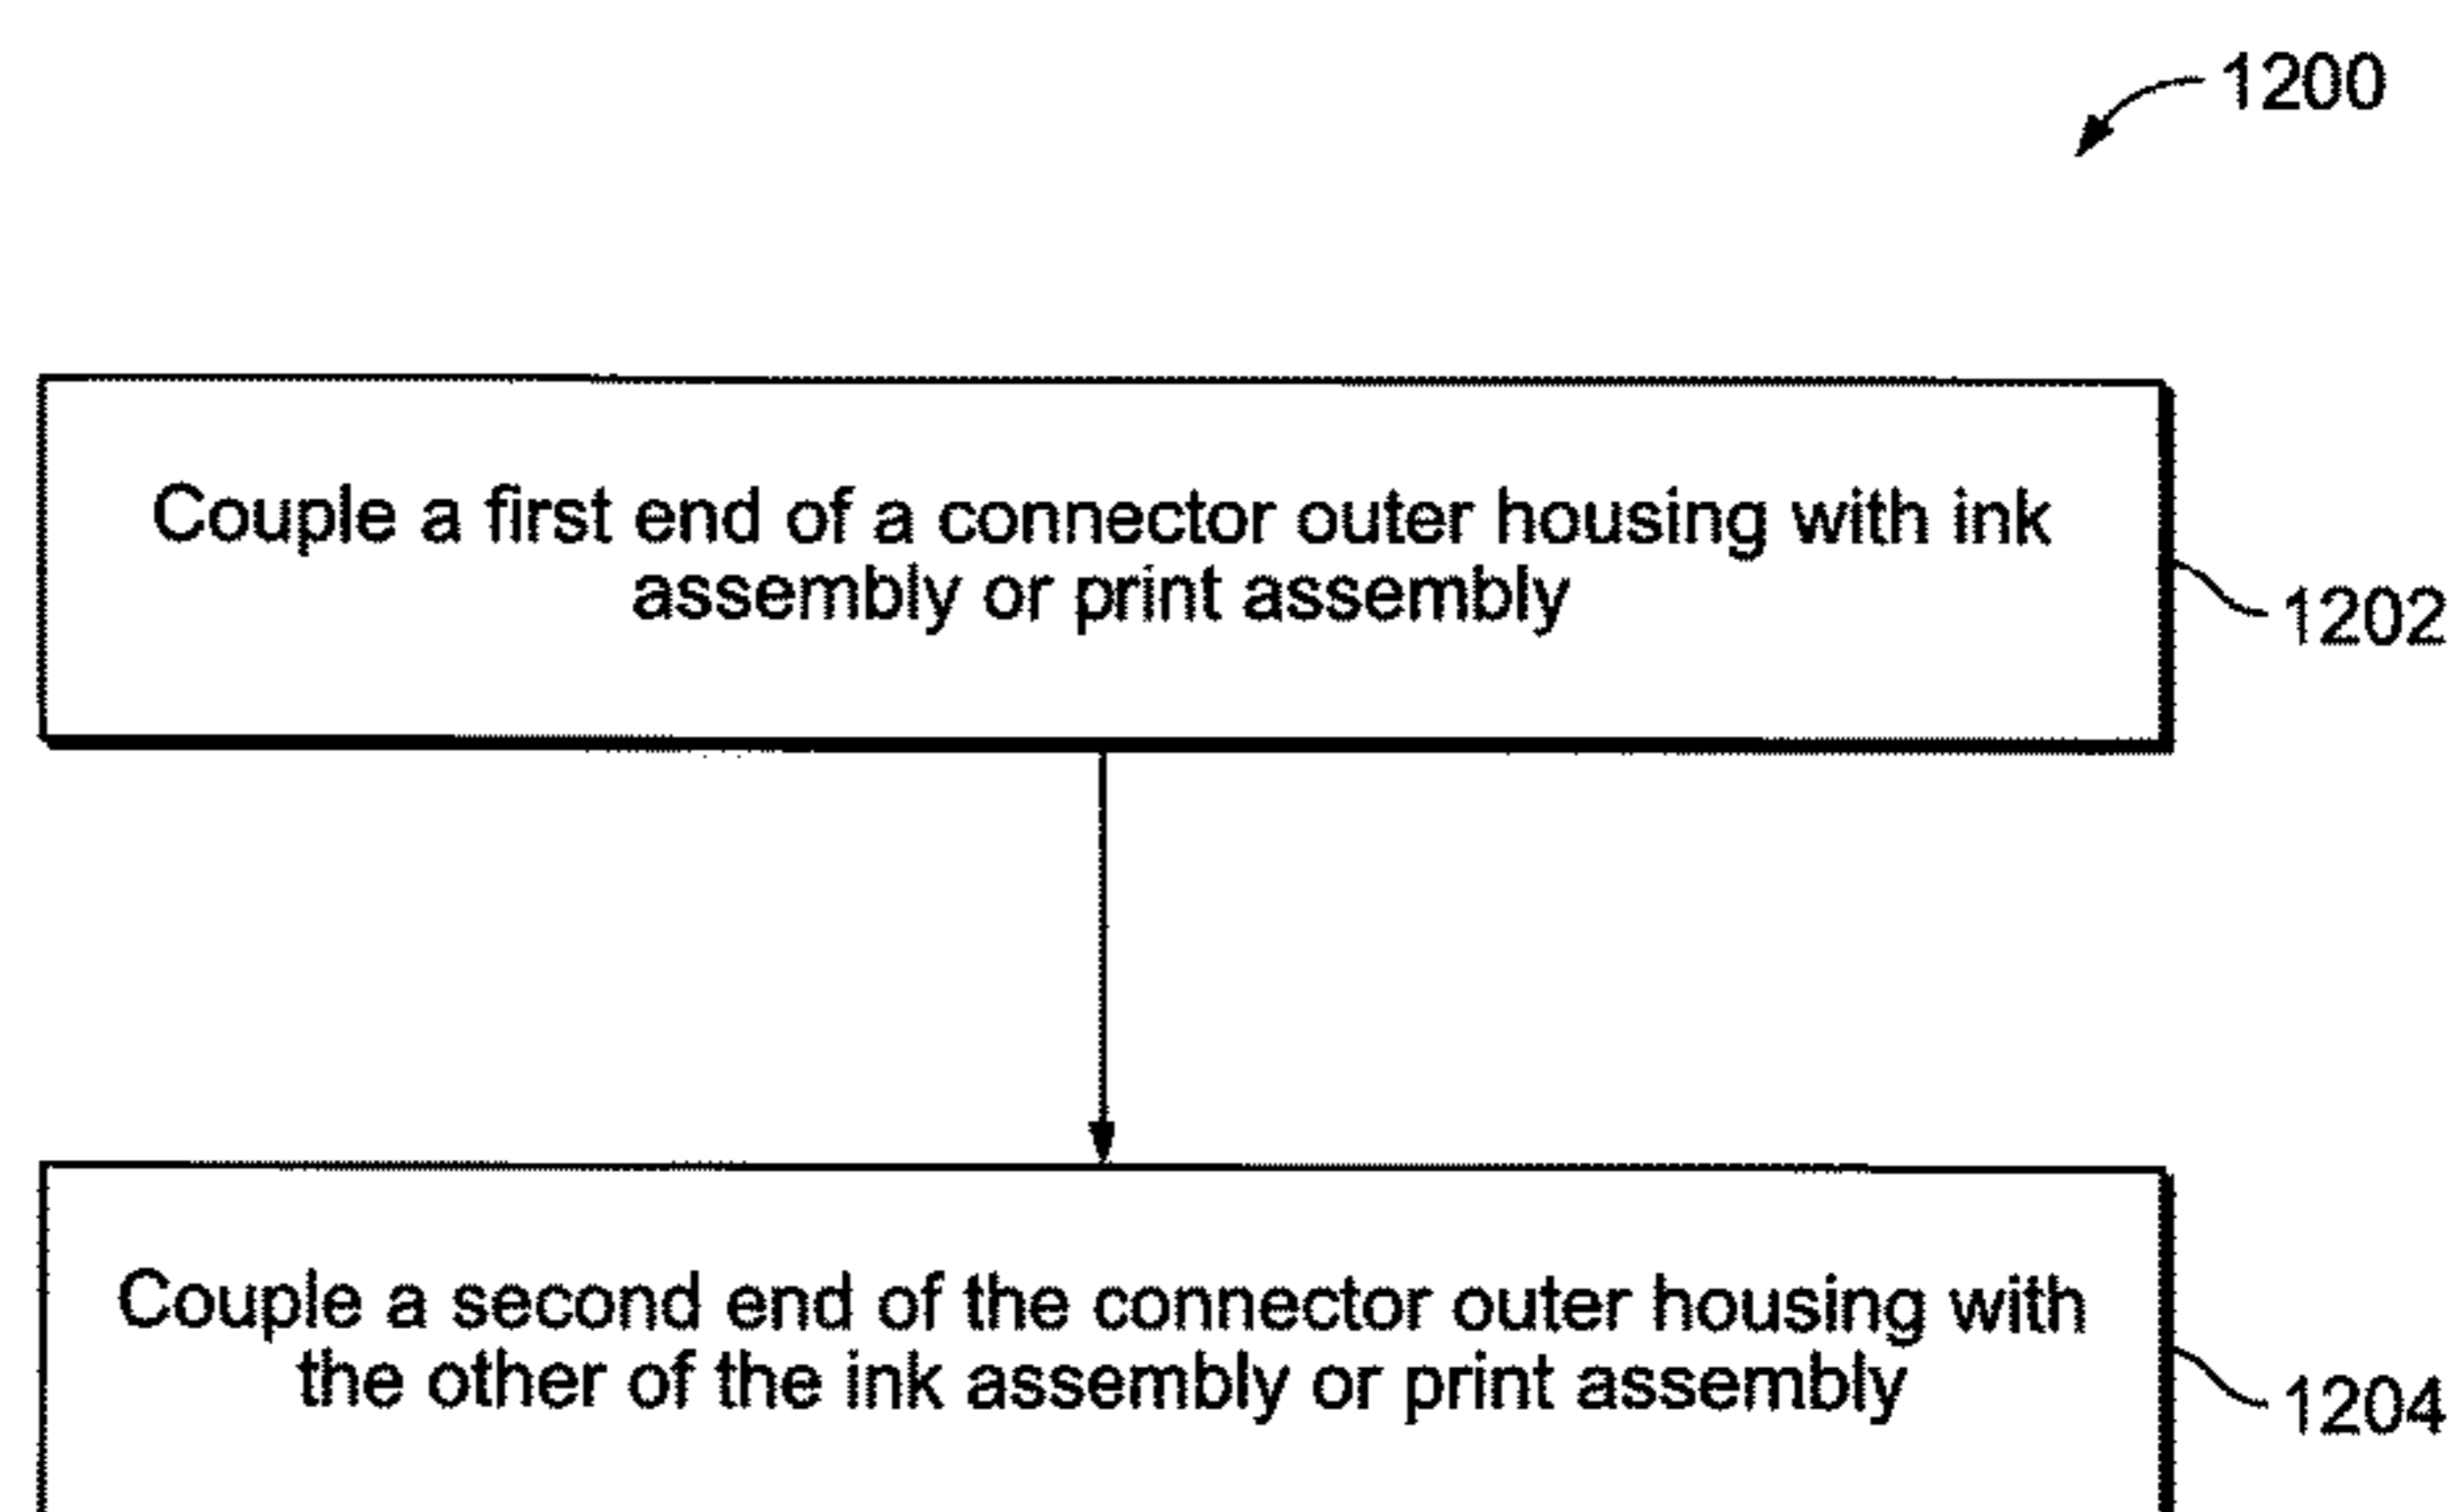 1200
Couple a first end of a connector outer housing with ink
assembly or print assembly
1202
Couple a second end of the connector outer housing with
the other of the ink assembly or print assembly
1204